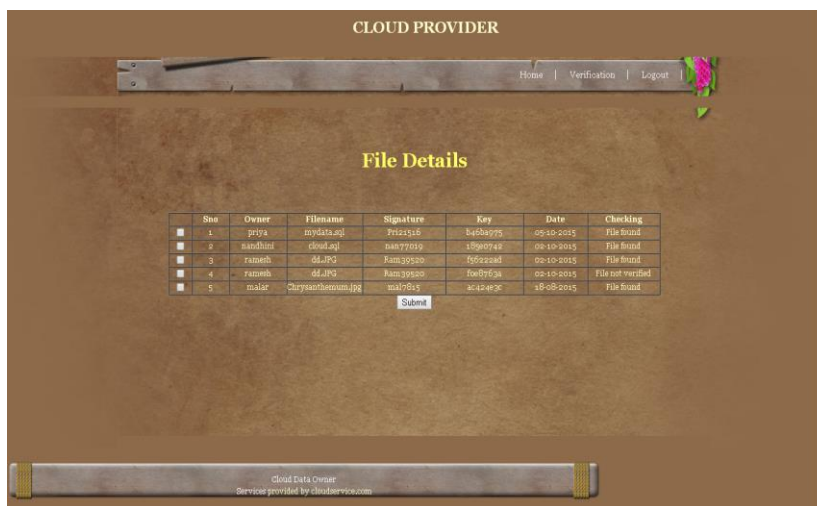 CLOUD PROVIDER
Home | Verification | Logout |
File Details
Sno Owner Filename Signature Key Date Checking
1 priya mydata.sql Pri21516 b46ba975 05-10-2015 File found
2 nandhini cloud.sql nan77019 189e0742 02-10-2015 File found
3 ramesh dd.JPG Ram39520 f56222ad 02-10-2015 File found
4 ramesh dd.JPG Ram39520 f0e87634 02-10-2015 File not verified
5 malar Chrysanthemum.jpg mal7815 ac424e3c 18-08-2015 File found
Submit
Cloud Data Owner
Services provided by cloudservice.com